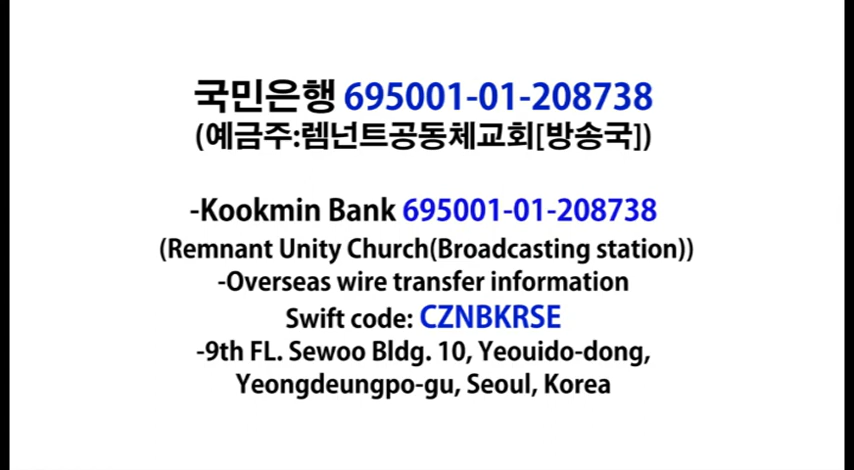 국민은행 695001-01-208738
(예금주:렘넌트공동체교회[방송국])
-Kookmin Bank 695001-01-208738
(Remnant Unity Church(Broadcasting station))
-Overseas wire transfer information
Swift code: CZNBKRSE
-9th FL. Sewoo Bldg. 10, Yeouido-dong,
Yeongdeungpo-gu, Seoul, Korea